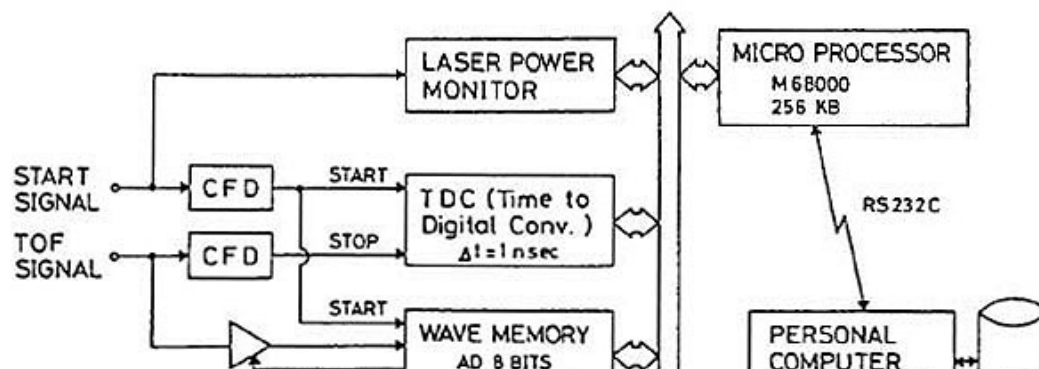 LASER POWER
MONITOR
MICRO PROCESSOR
M68000
256 KB
START
SIGNAL
CFD
START
TDC (Time to
Digital Conv.)
Δt=1nsec
RS232C
TOF
SIGNAL
CFD
STOP
START
WAVE MEMORY
AD 8 BITS
PERSONAL
COMPUTER